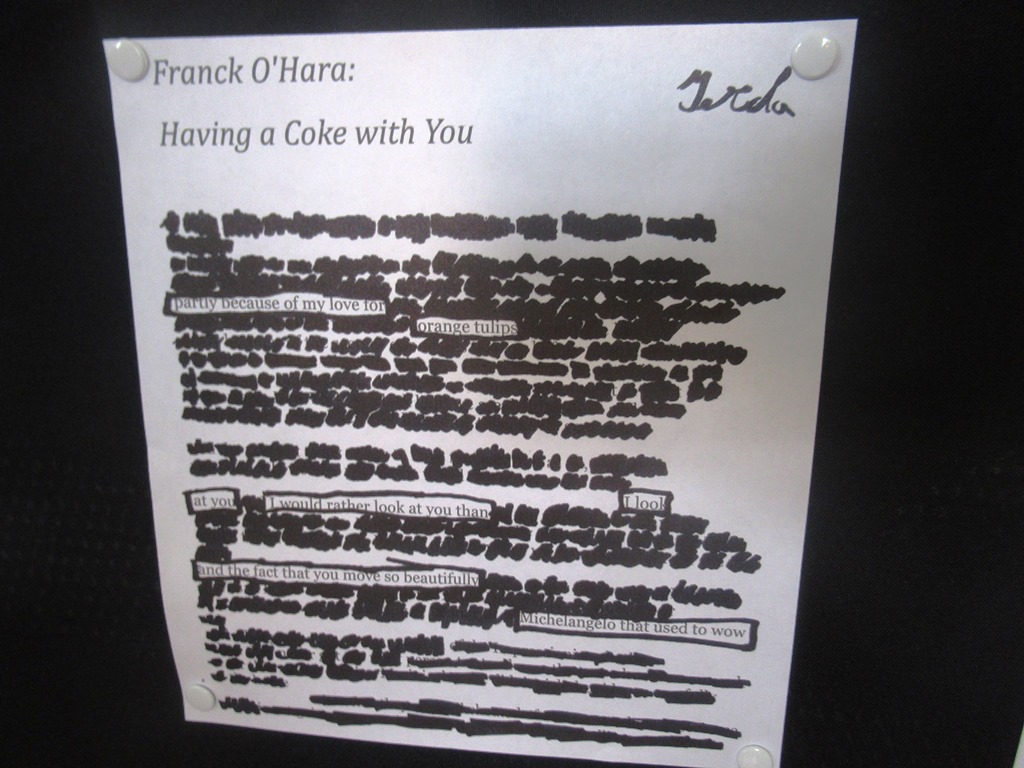 Franck O'Hara:
Having a Coke with You
partly because of my love for
orange tulips
I look
at you I would rather look at you than
and the fact that you move so beautifully
Michelangelo that used to wow